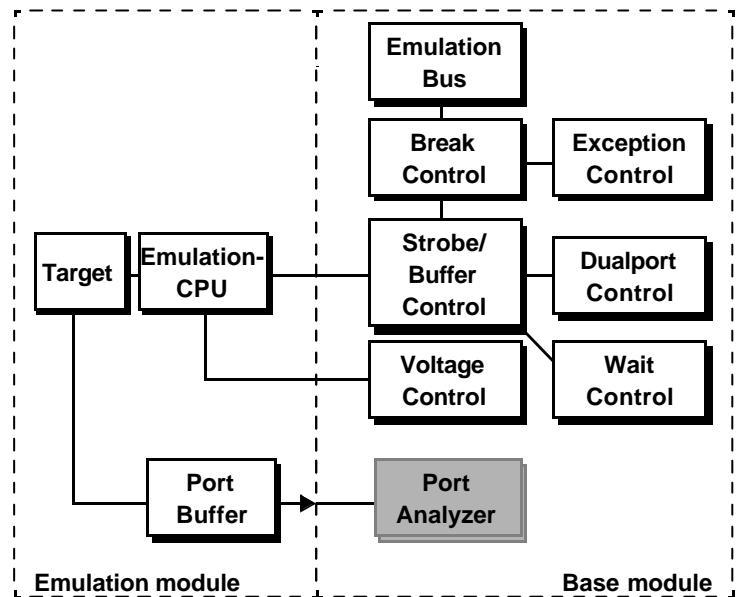 Emulation
Bus
Break
Control
Exception
Control
Target
Emulation-
CPU
Strobe/
Buffer
Control
Dualport
Control
Voltage
Control
Wait
Control
Port
Buffer
Port
Analyzer
Emulation module
Base module